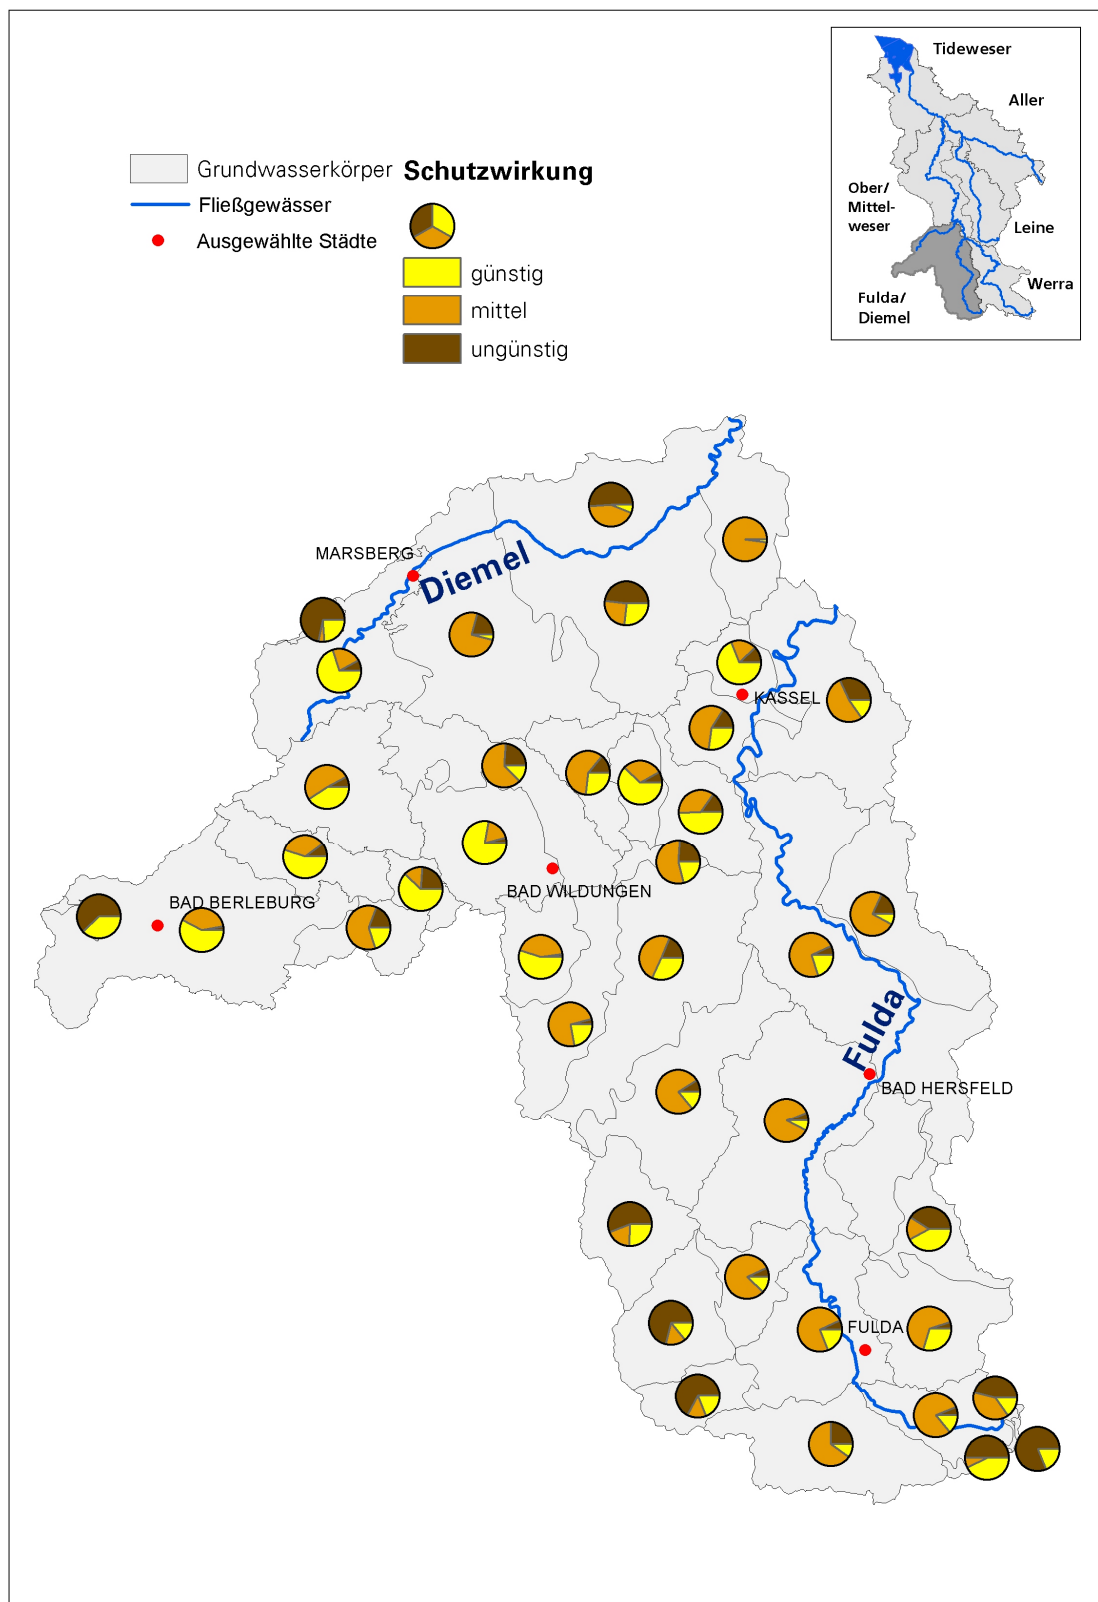 Tideweser
Aller
Ober/
Mittel-
weser
Leine
Werra
Fulda/
Diemel
Grundwasserkörper
Fließgewässer
Ausgewählte Städte
Schutzwirkung
günstig
mittel
ungünstig
MARSBERG
Diemel
KASSEL
BAD WILDUNGEN
BAD BERLEBURG
Fulda
BAD HERSFELD
FULDA